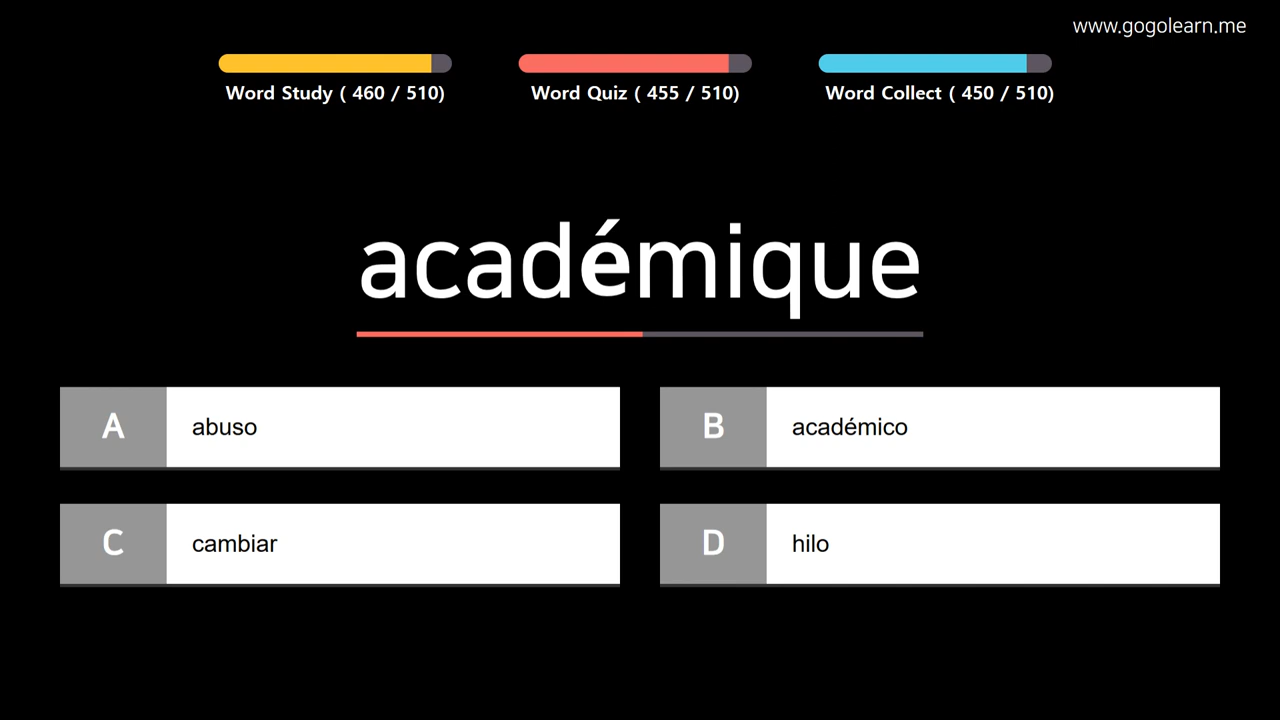 www.gogolearn.me
Word Study ( 460 / 510)
Word Quiz ( 455 / 510)
Word Collect ( 450 / 510)
académique
A abuso
B académico
C cambiar
D hilo